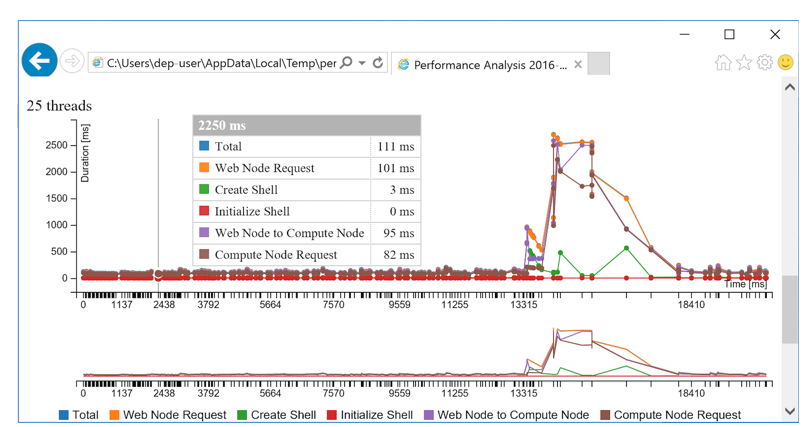 C:\Users\dep-user\AppData\Local\Temp\per
Performance Analysis 2016-...
25 threads
Duration [ms]
2500
2000
1500
1000
500
0
2250 ms
Total 111 ms
Web Node Request 101 ms
Create Shell 3 ms
Initialize Shell 0 ms
Web Node to Compute Node 95 ms
Compute Node Request 82 ms
Time [ms]
0 1137 2438 3792 5664 7570 9559 11255 13315 18410
0 1137 2438 3792 5664 7570 9559 11255 13315 18410
Total Web Node Request Create Shell Initialize Shell Web Node to Compute Node Compute Node Request